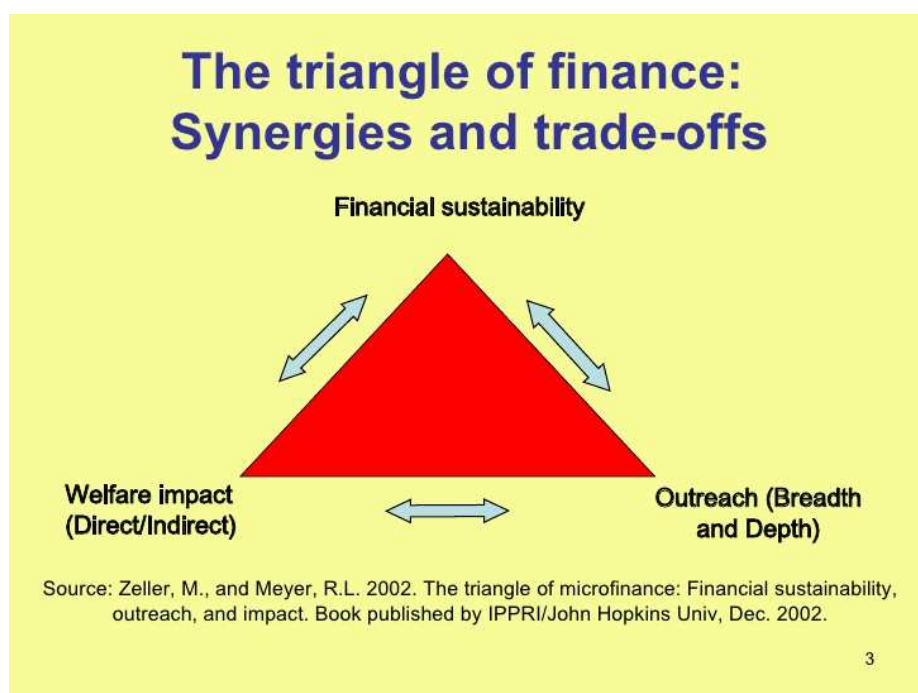 The triangle of finance:
Synergies and trade-offs
Financial sustainability
Welfare impact
(Direct/Indirect)
Outreach (Breadth
and Depth)
Source: Zeller, M., and Meyer, R.L. 2002. The triangle of microfinance: Financial sustainability,
outreach, and impact. Book published by IPPRI/John Hopkins Univ, Dec. 2002.
3